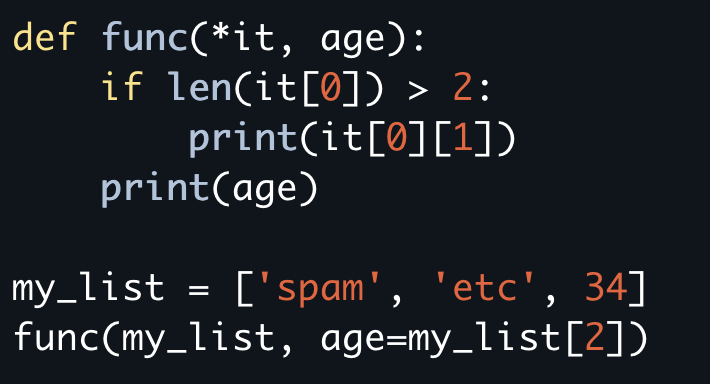 def func(*it, age):
    if len(it[0]) > 2:
        print(it[0][1])
    print(age)

my_list = ['spam', 'etc', 34]
func(my_list, age=my_list[2])